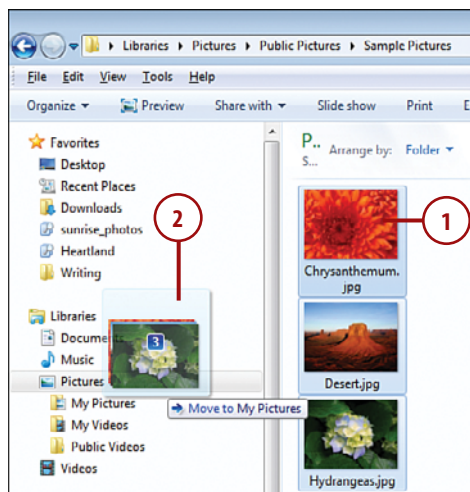 Libraries ▸ Pictures ▸ Public Pictures ▸ Sample Pictures
File Edit View Tools Help
Organize Preview Share with Slide show Print E
Favorites
Desktop
Recent Places
Downloads
sunrise_photos
Heartland
Writing
Libraries
Docum
Music
Pictures
My Pictures
My Videos
Public Videos
Videos
2
3
Move to My Pictures
P..
S...
Arrange by: Folder
1
Chrysanthemum.
jpg
Desert.jpg
Hydrangeas.jpg